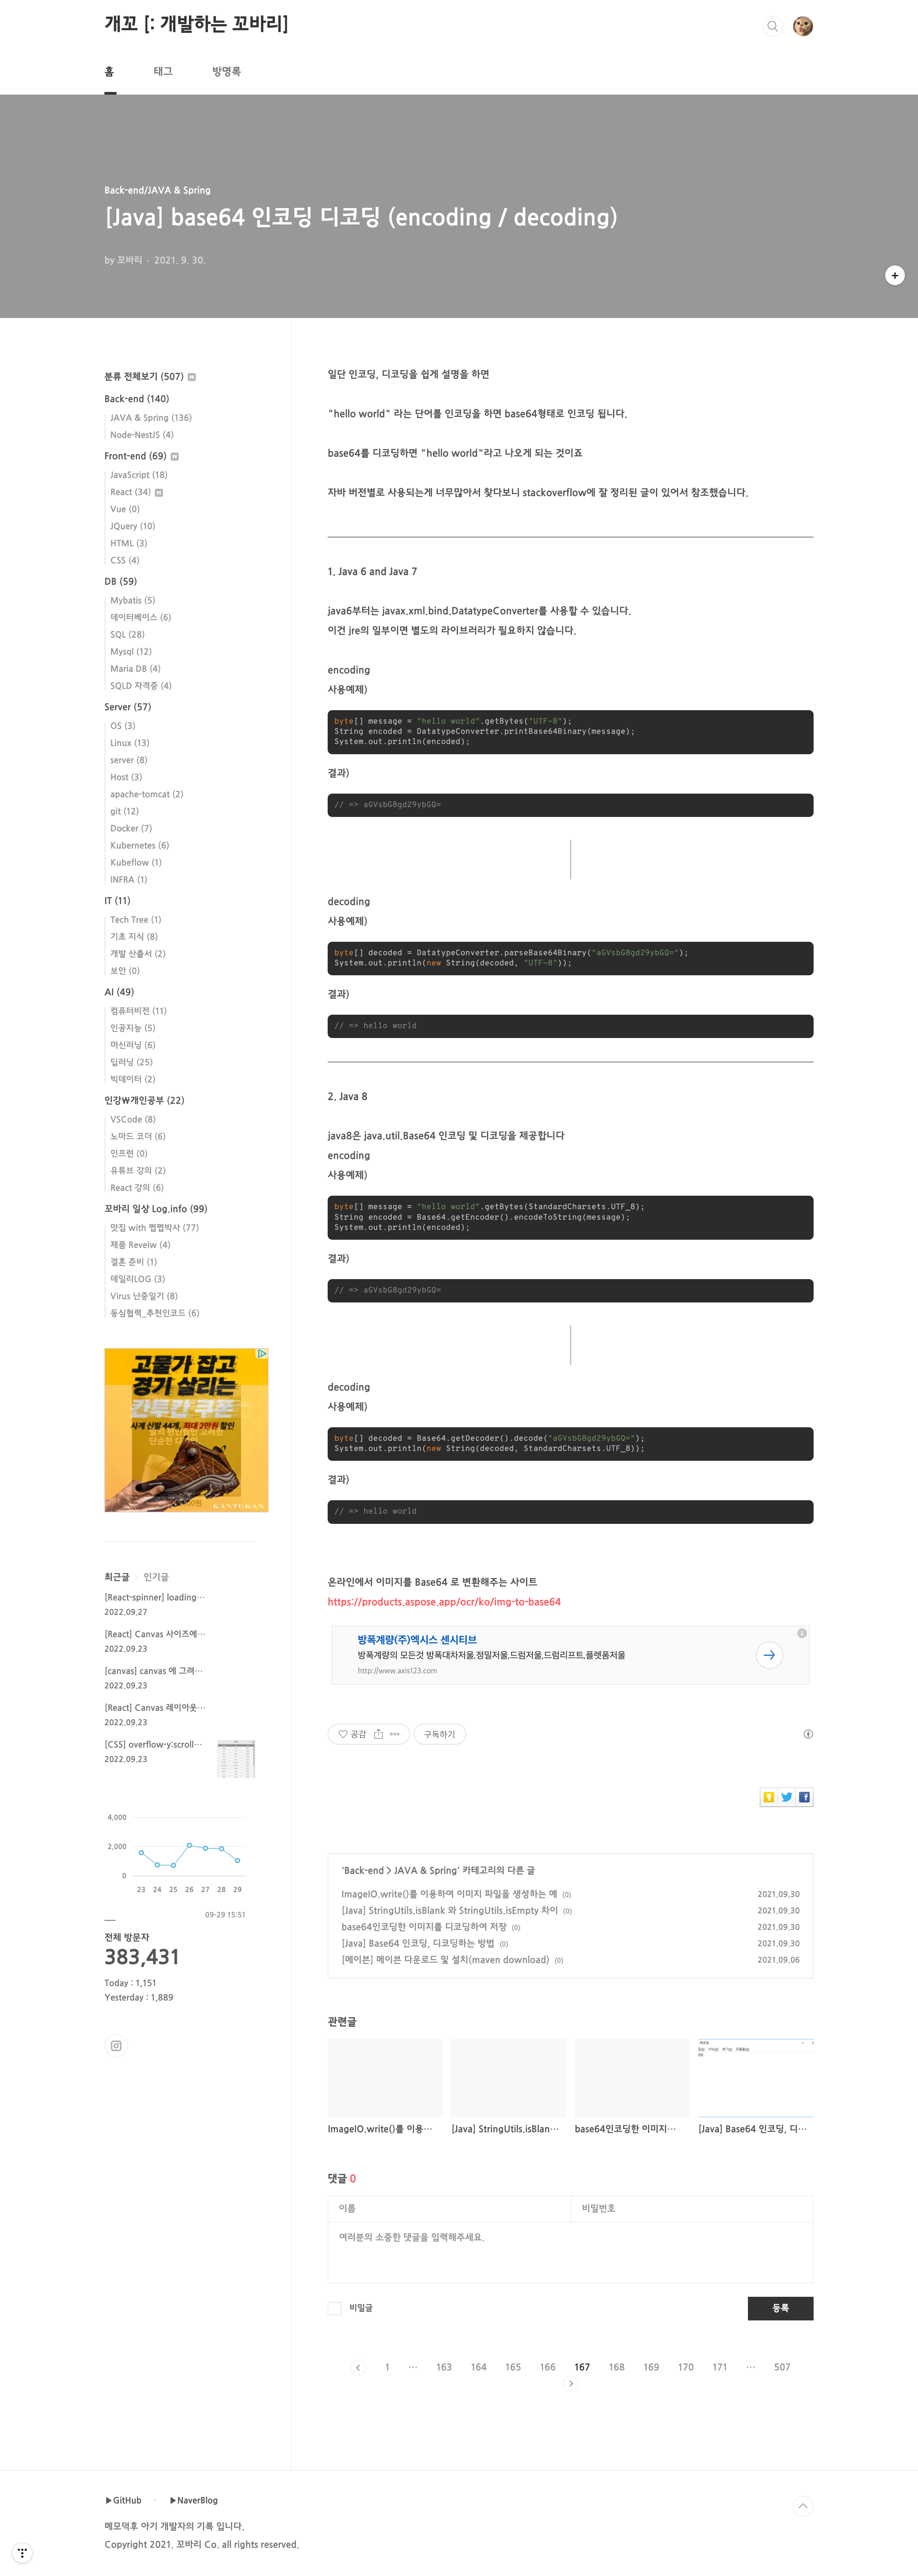 개꼬 [: 개발하는 꼬바리]
홈
태그
방명록
Back-end/JAVA & Spring
[Java] base64 인코딩 디코딩 (encoding / decoding)
by 꼬바리 · 2021. 9. 30.
분류 전체보기 (507) N
Back-end (140)
JAVA & Spring (136)
Node-NestJS (4)
Front-end (69) N
JavaScript (18)
React (34) N
Vue (0)
JQuery (10)
HTML (3)
CSS (4)
DB (59)
Mybatis (5)
데이터베이스 (6)
SQL (28)
Mysql (12)
Maria DB (4)
SQLD 자격증 (4)
Server (57)
OS (3)
Linux (13)
server (8)
Host (3)
apache-tomcat (2)
git (12)
Docker (7)
Kubernetes (6)
Kubeflow (1)
INFRA (1)
IT (11)
Tech Tree (1)
기초 지식 (8)
개발 산출서 (2)
보안 (0)
AI (49)
컴퓨터비전 (11)
인공지능 (5)
머신러닝 (6)
딥러닝 (25)
빅데이터 (2)
인강₩개인공부 (22)
VSCode (8)
노마드 코더 (6)
인프런 (0)
유튜브 강의 (2)
React 강의 (6)
꼬바리 일상 Log.info (99)
맛집 with 쩝쩝박사 (77)
제품 Reveiw (4)
결혼 준비 (1)
데일리LOG (3)
Virus 난중일기 (8)
동심협력_추천인코드 (6)
고물가 잡고
경기 살리는
간투칸 쿠폰
사계 신발 44개, 최대 2만원 할인
KANTUKAN
최근글 인기글
[React-spinner] loading⋯
2022.09.27
[React] Canvas 사이즈에⋯
2022.09.23
[canvas] canvas 에 그려⋯
2022.09.23
[React] Canvas 레이아웃⋯
2022.09.23
[CSS] overflow-y:scroll⋯
2022.09.23
4,000
2,000
0
23 24 25 26 27 28 29
09-29 15:51
전체 방문자
383,431
Today : 1,151
Yesterday : 1,889
일단 인코딩, 디코딩을 쉽게 설명을 하면
"hello world" 라는 단어를 인코딩을 하면 base64형태로 인코딩 됩니다.
base64를 디코딩하면 "hello world"라고 나오게 되는 것이죠
자바 버전별로 사용되는게 너무많아서 찾다보니 stackoverflow에 잘 정리된 글이 있어서 참조했습니다.
1. Java 6 and Java 7
java6부터는 javax.xml.bind.DatatypeConverter를 사용할 수 있습니다.
이건 jre의 일부이면 별도의 라이브러리가 필요하지 않습니다.
encoding
사용예제)
byte[] message = "hello world".getBytes("UTF-8");
String encoded = DatatypeConverter.printBase64Binary(message);
System.out.println(encoded);
결과)
// => aGVsbG8gd29ybGQ=
decoding
사용예제)
byte[] decoded = DatatypeConverter.parseBase64Binary("aGVsbG8gd29ybGQ=");
System.out.println(new String(decoded, "UTF-8"));
결과)
// => hello world
2. Java 8
java8은 java.util.Base64 인코딩 및 디코딩을 제공합니다
encoding
사용예제)
byte[] message = "hello world".getBytes(StandardCharsets.UTF_8);
String encoded = Base64.getEncoder().encodeToString(message);
System.out.println(encoded);
결과)
// => aGVsbG8gd29ybGQ=
decoding
사용예제)
byte[] decoded = Base64.getDecoder().decode("aGVsbG8gd29ybGQ=");
System.out.println(new String(decoded, StandardCharsets.UTF_8));
결과)
// => hello world
온라인에서 이미지를 Base64 로 변환해주는 사이트
https://products.aspose.app/ocr/ko/img-to-base64
방폭계량(주)엑시스 센시티브
방폭계량의 모든것 방폭대차저울,정밀저울,드럼저울,드럼리프트,플랫폼저울
http://www.axis123.com
공감
구독하기
'Back-end > JAVA & Spring' 카테고리의 다른 글
ImageIO.write()를 이용하여 이미지 파일을 생성하는 예 (0) 2021.09.30
[Java] StringUtils.isBlank 와 StringUtils.isEmpty 차이 (0) 2021.09.30
base64인코딩한 이미지를 디코딩하여 저장 (0) 2021.09.30
[Java] Base64 인코딩, 디코딩하는 방법 (0) 2021.09.30
[메이븐] 메이븐 다운로드 및 설치(maven download) (0) 2021.09.06
관련글
ImageIO.write()를 이용⋯
[Java] StringUtils.isBlan⋯
base64인코딩한 이미지⋯
[Java] Base64 인코딩, 디⋯
댓글 0
이름
비밀번호
여러분의 소중한 댓글을 입력해주세요.
비밀글
등록
1 ⋯ 163 164 165 166 167 168 169 170 171 ⋯ 507
▶GitHub
▶NaverBlog
메모덕후 아기 개발자의 기록 입니다.
Copyright 2021. 꼬바리 Co. all rights reserved.